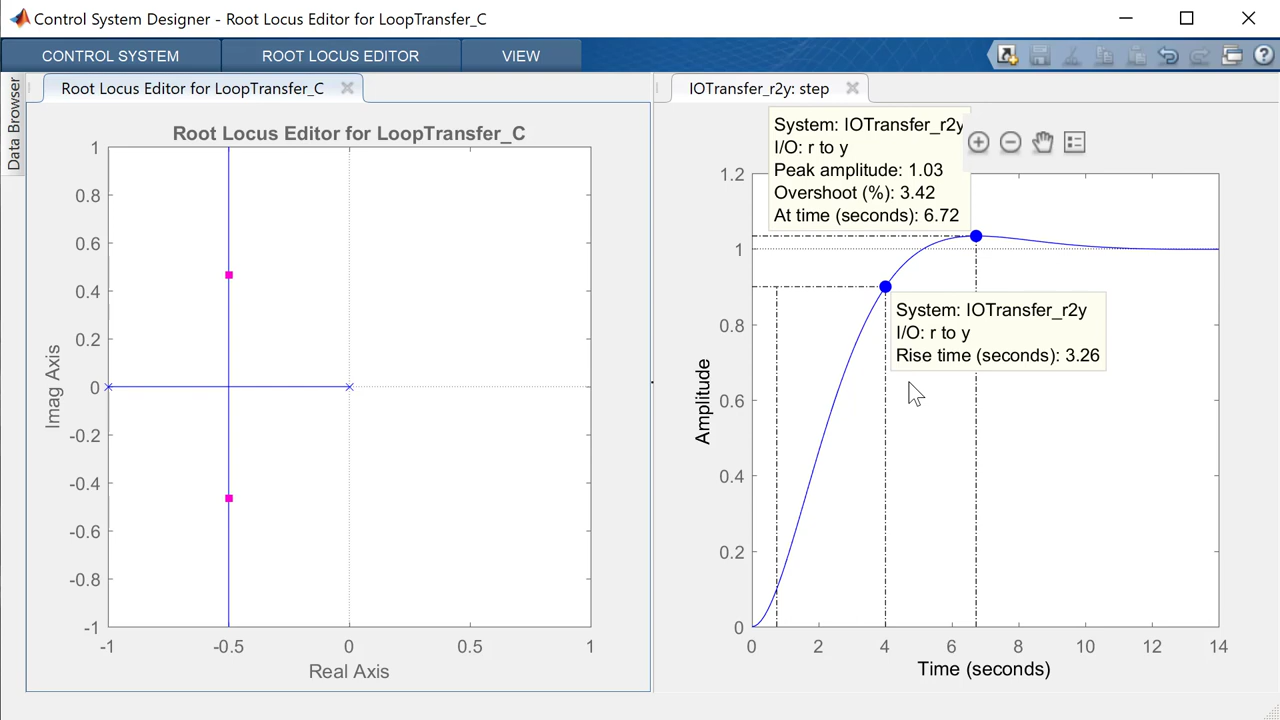 Control System Designer - Root Locus Editor for LoopTransfer_C
CONTROL SYSTEM
ROOT LOCUS EDITOR
VIEW
Data Browser
Root Locus Editor for LoopTransfer_C
Root Locus Editor for LoopTransfer_C
1
0.8
0.6
0.4
0.2
0
-0.2
-0.4
-0.6
-0.8
-1
Imag Axis
-1
-0.5
0
0.5
1
Real Axis
IOTransfer_r2y: step
System: IOTransfer_r2y
I/O: r to y
Peak amplitude: 1.03
Overshoot (%): 3.42
At time (seconds): 6.72
System: IOTransfer_r2y
I/O: r to y
Rise time (seconds): 3.26
1.2
1
0.8
0.6
0.4
0.2
0
Amplitude
0
2
4
6
8
10
12
14
Time (seconds)